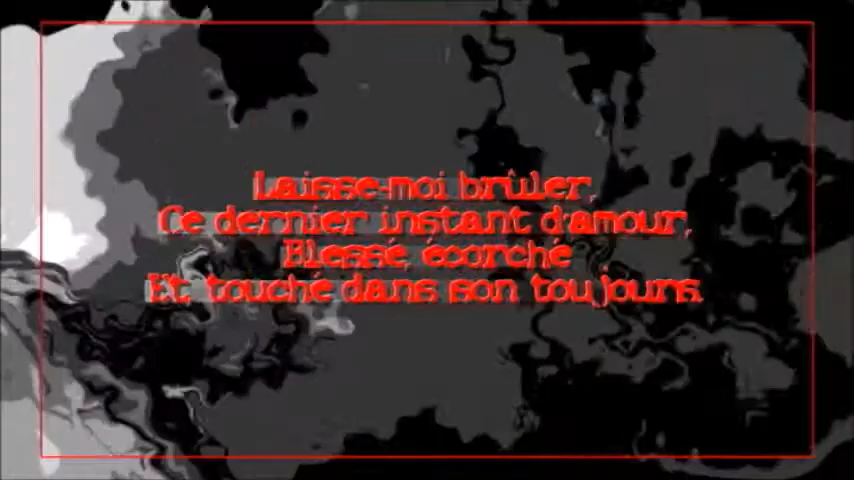 Laisse-moi brûler,
Ce dernier instant d'amour,
Blessé, écorché
Et touché dans son toujours.